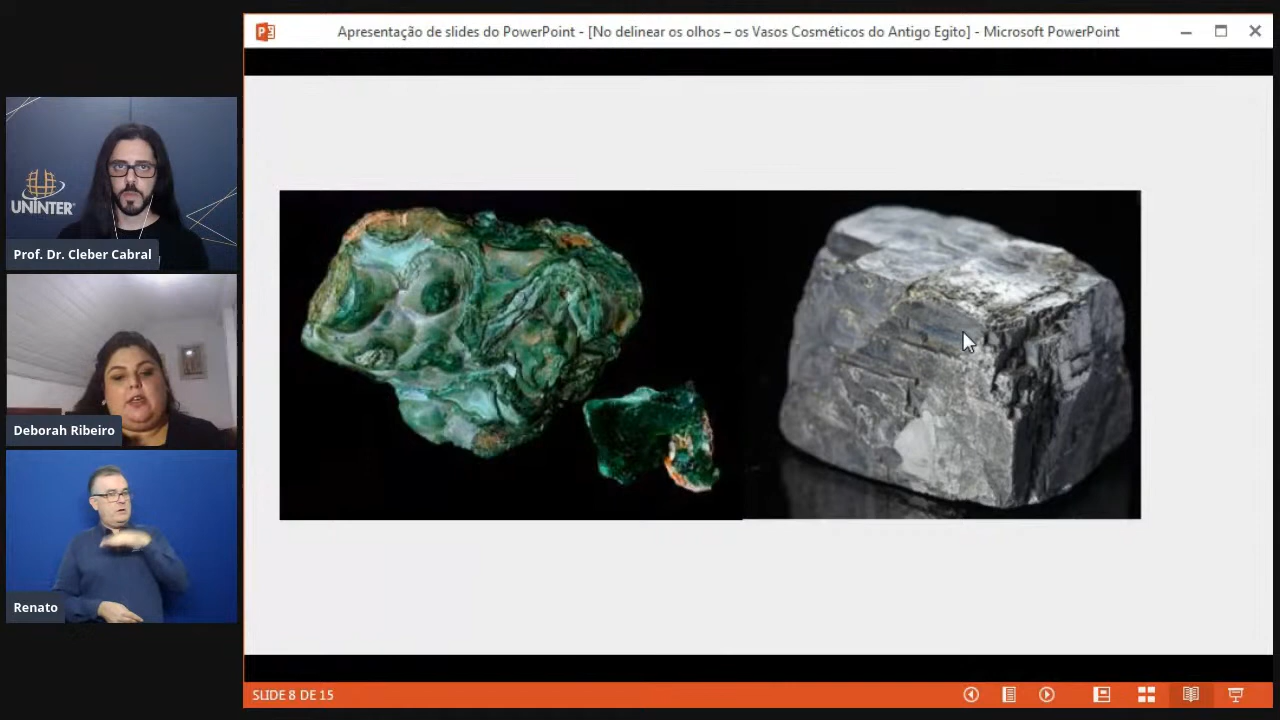 Apresentação de slides do PowerPoint - [No delinear os olhos – os Vasos Cosméticos do Antigo Egito] - Microsoft PowerPoint
UNINTER
Prof. Dr. Cleber Cabral
Deborah Ribeiro
Renato
SLIDE 8 DE 15